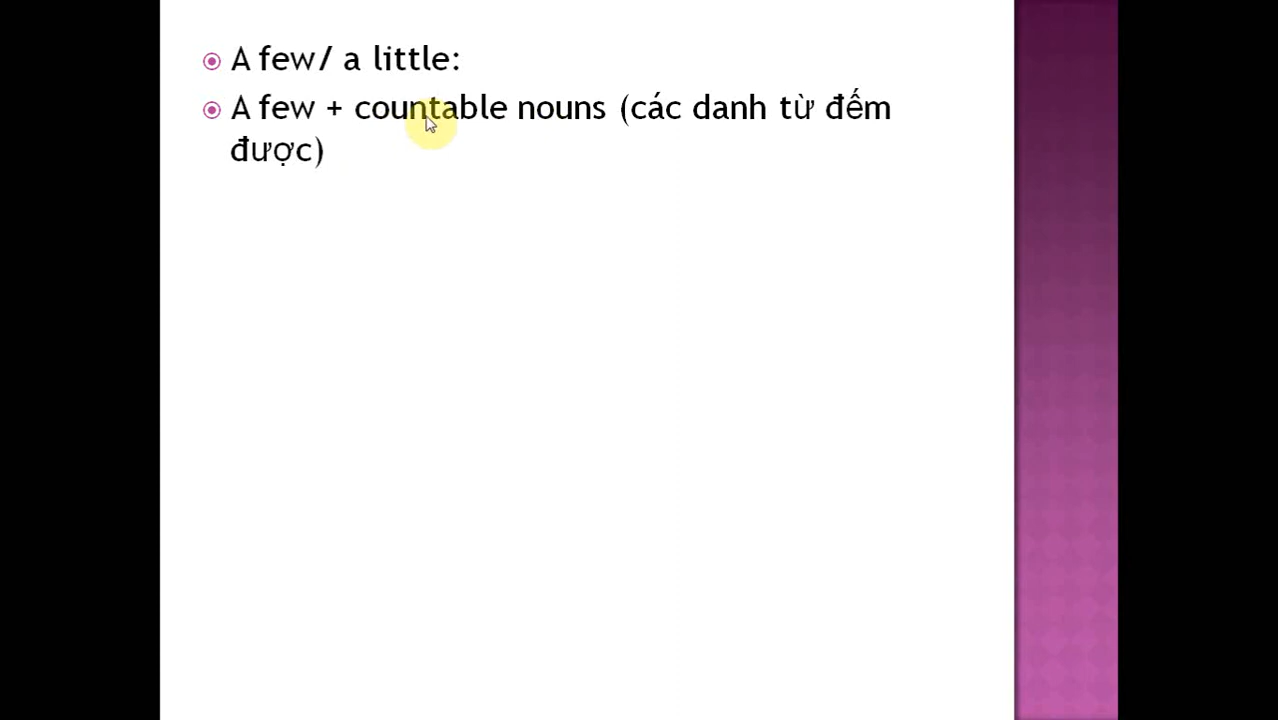 A few/ a little:
A few + countable nouns (các danh từ đếm
được)